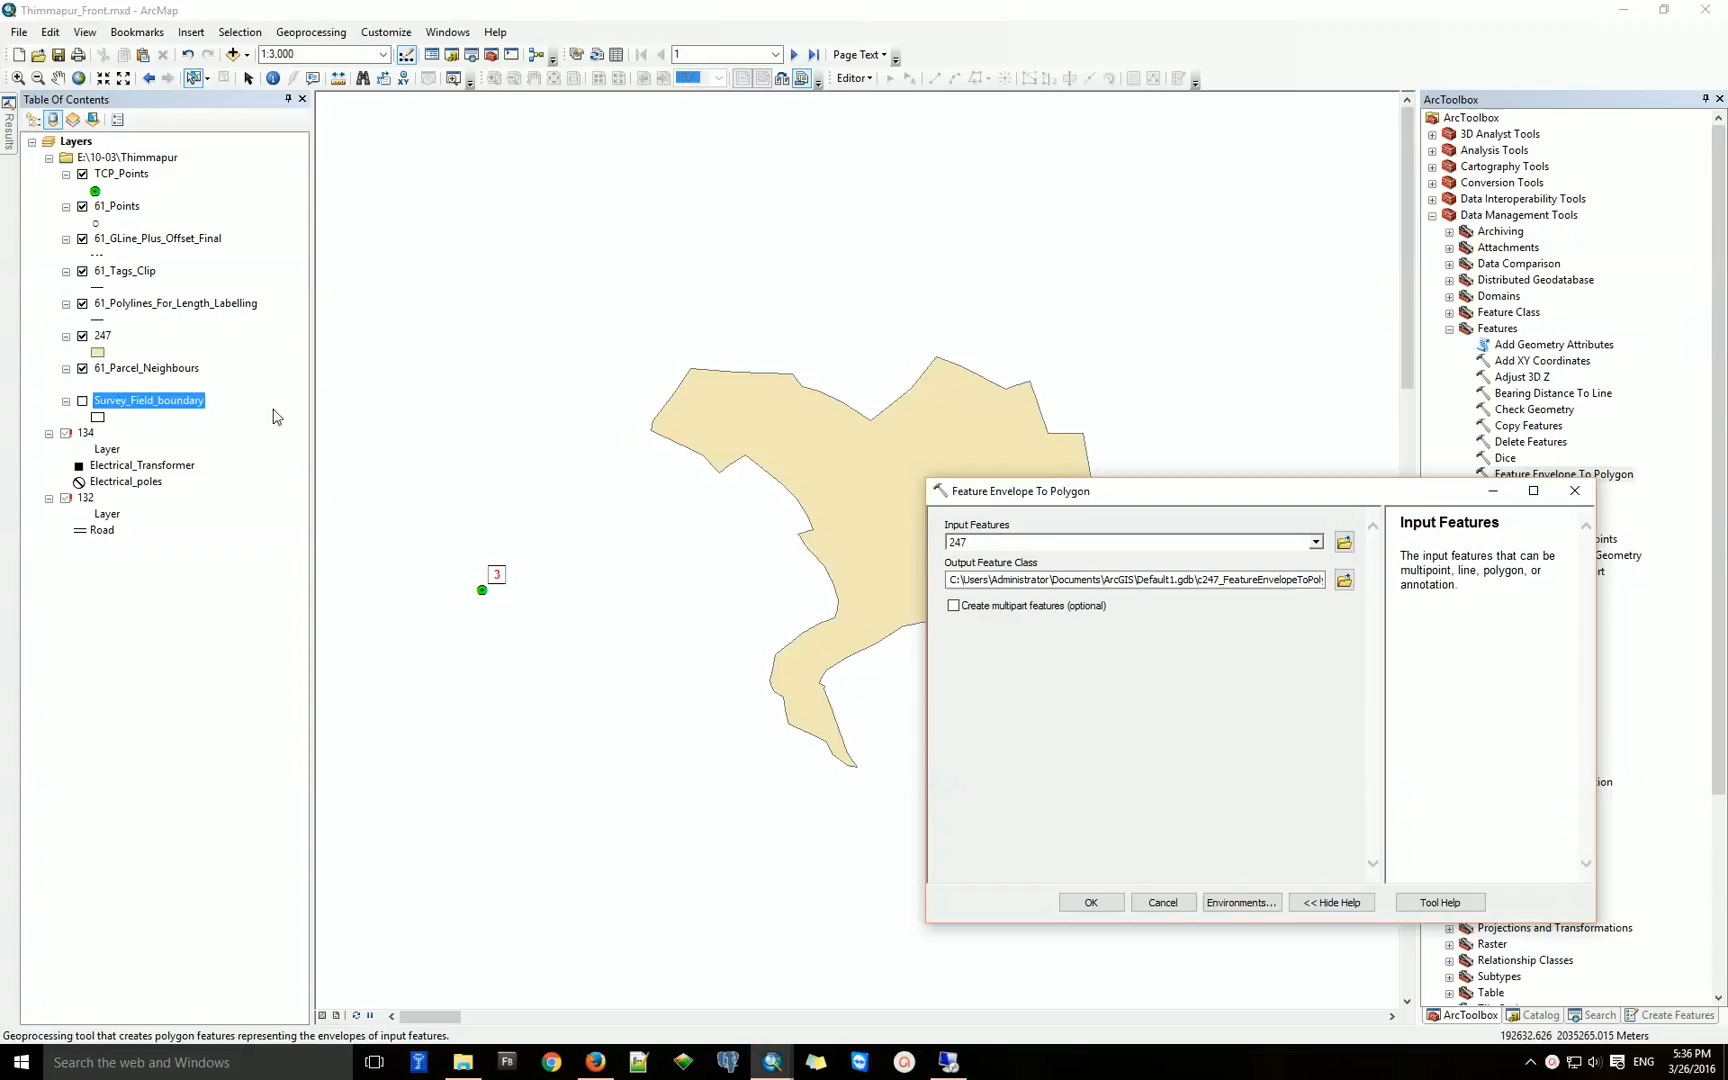 Thimmapur_Front.mxd - ArcMap
File Edit View Bookmarks Insert Selection Geoprocessing Customize Windows Help
1:3,000
1
Page Text
100%
Editor
Results
Table Of Contents
Layers
E:\10-03\Thimmapur
TCP_Points
61_Points
61_GLine_Plus_Offset_Final
61_Tags_Clip
61_Polylines_For_Length_Labelling
247
61_Parcel_Neighbours
Survey_Field_boundary
134
Layer
Electrical_Transformer
Electrical_poles
132
Layer
Road
3
ArcToolbox
ArcToolbox
3D Analyst Tools
Analysis Tools
Cartography Tools
Conversion Tools
Data Interoperability Tools
Data Management Tools
Archiving
Attachments
Data Comparison
Distributed Geodatabase
Domains
Feature Class
Features
Add Geometry Attributes
Add XY Coordinates
Adjust 3D Z
Bearing Distance To Line
Check Geometry
Copy Features
Delete Features
Dice
Feature Envelope To Polygon
Feature Envelope To Polygon
Input Features
247
Output Feature Class
C:\Users\Administrator\Documents\ArcGIS\Default1.gdb\c247_FeatureEnvelopeToPol
Create multipart features (optional)
OK Cancel Environments... << Hide Help Tool Help
Input Features
The input features that can be
multipoint, line, polygon, or
annotation.
oints
ometry
rt
ion
Projections and Transformations
Raster
Relationship Classes
Subtypes
Table
ArcToolbox Catalog Search Create Features
Geoprocessing tool that creates polygon features representing the envelopes of input features.
192632.626 2035265.015 Meters
Search the web and Windows
FB
ENG
5:36 PM
3/26/2016